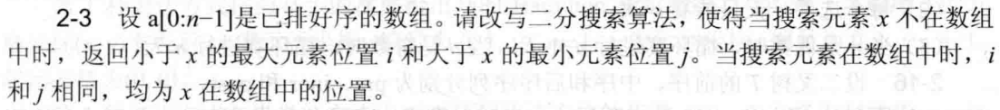 2-3 设 a[0:n−1]是已排好序的数组。请改写二分搜索算法，使得当搜索元素 x 不在数组
中时，返回小于 x 的最大元素位置 i 和大于 x 的最小元素位置 j。当搜索元素在数组中时，i
和 j 相同，均为 x 在数组中的位置。